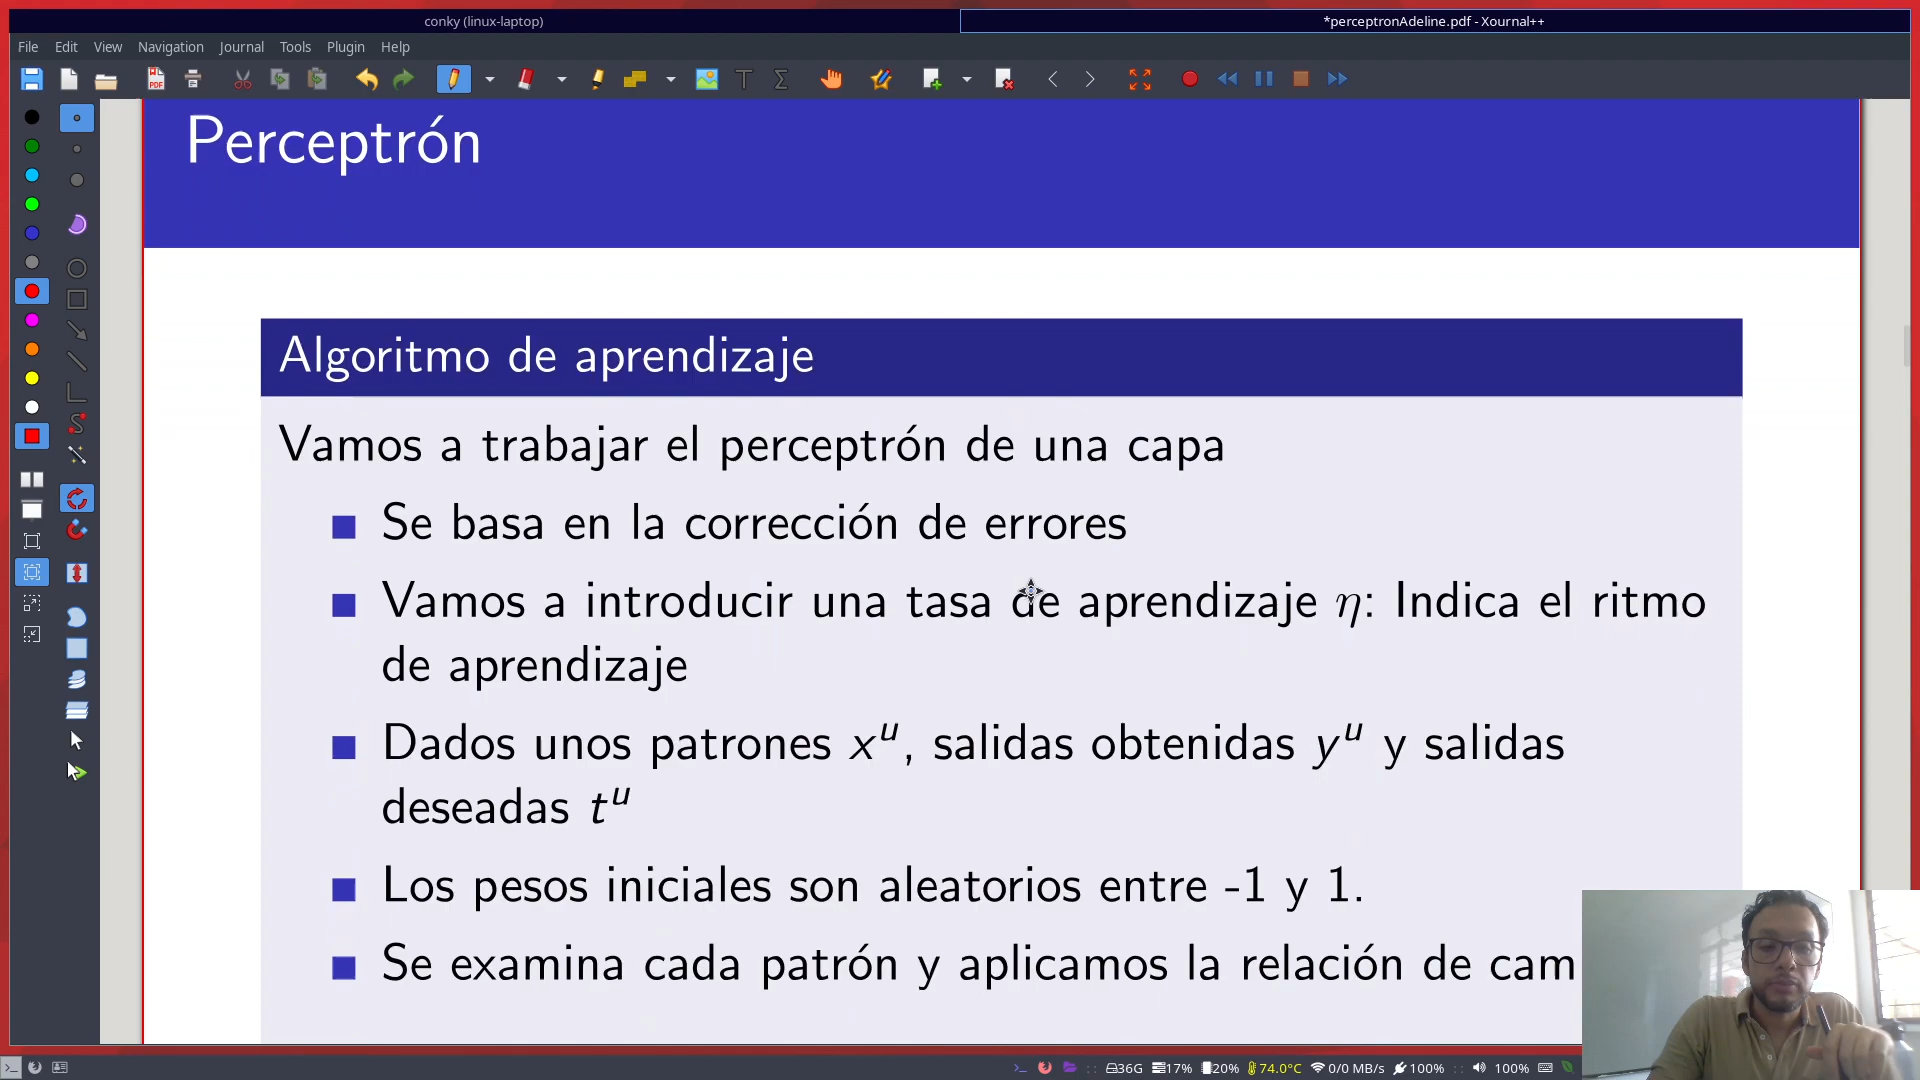 conky (linux-laptop)
*perceptronAdeline.pdf - Xournal++
File Edit View Navigation Journal Tools Plugin Help
Perceptrón
Algoritmo de aprendizaje
Vamos a trabajar el perceptrón de una capa
Se basa en la corrección de errores
Vamos a introducir una tasa de aprendizaje η: Indica el ritmo
de aprendizaje
Dados unos patrones xᵘ, salidas obtenidas yᵘ y salidas
deseadas tᵘ
Los pesos iniciales son aleatorios entre -1 y 1.
Se examina cada patrón y aplicamos la relación de cam
36G 17% 20% 74.0°C 0/0 MB/s 100% 100%